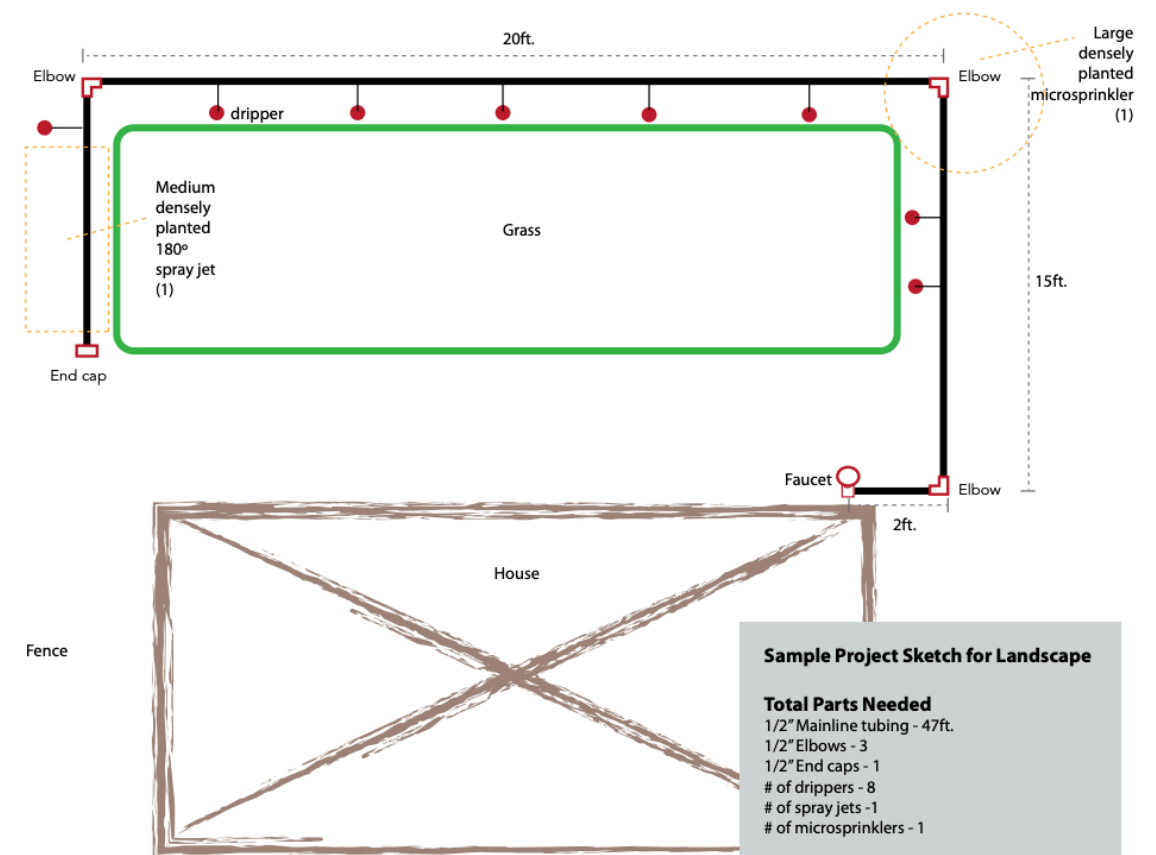 20ft.
Large
densely
planted
microsprinkler
(1)
Elbow
Elbow
dripper
Medium
densely
planted
180º
spray jet
(1)
Grass
15ft.
End cap
Faucet
Elbow
2ft.
House
Fence
Sample Project Sketch for Landscape
Total Parts Needed
1/2” Mainline tubing - 47ft.
1/2” Elbows - 3
1/2” End caps - 1
# of drippers - 8
# of spray jets -1
# of microsprinklers - 1